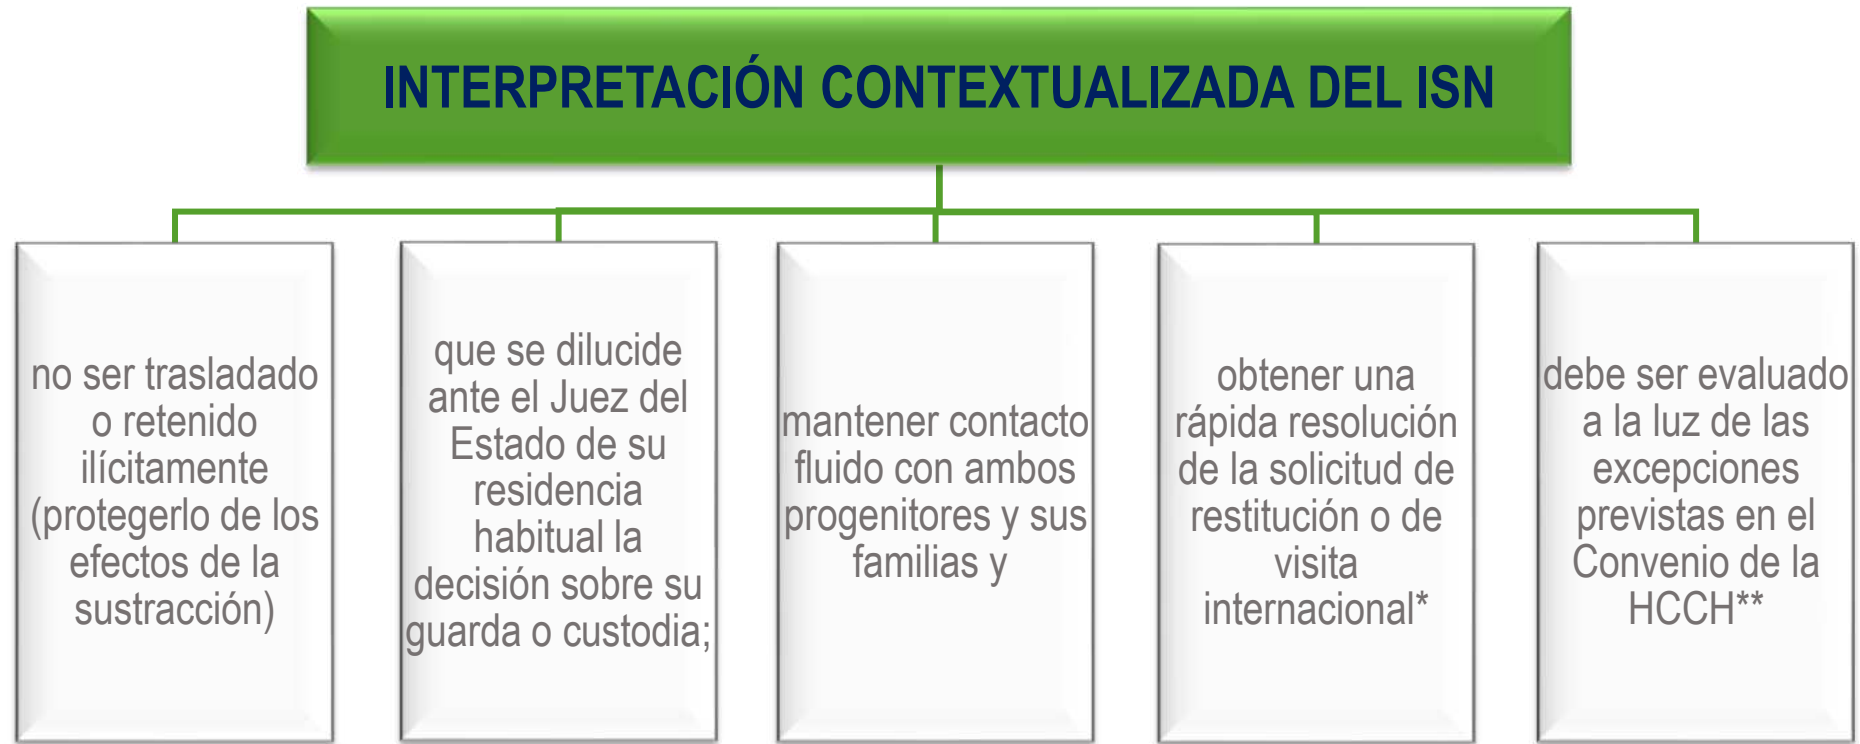 INTERPRETACIÓN CONTEXTUALIZADA DEL ISN
no ser trasladado
o retenido
ilícitamente
(protegerlo de los
efectos de la
sustracción)
que se dilucide
ante el Juez del
Estado de su
residencia
habitual la
decisión sobre su
guarda o custodia;
mantener contacto
fluido con ambos
progenitores y sus
familias y
obtener una
rápida resolución
de la solicitud de
restitución o de
visita
internacional*
debe ser evaluado
a la luz de las
excepciones
previstas en el
Convenio de la
HCCH**